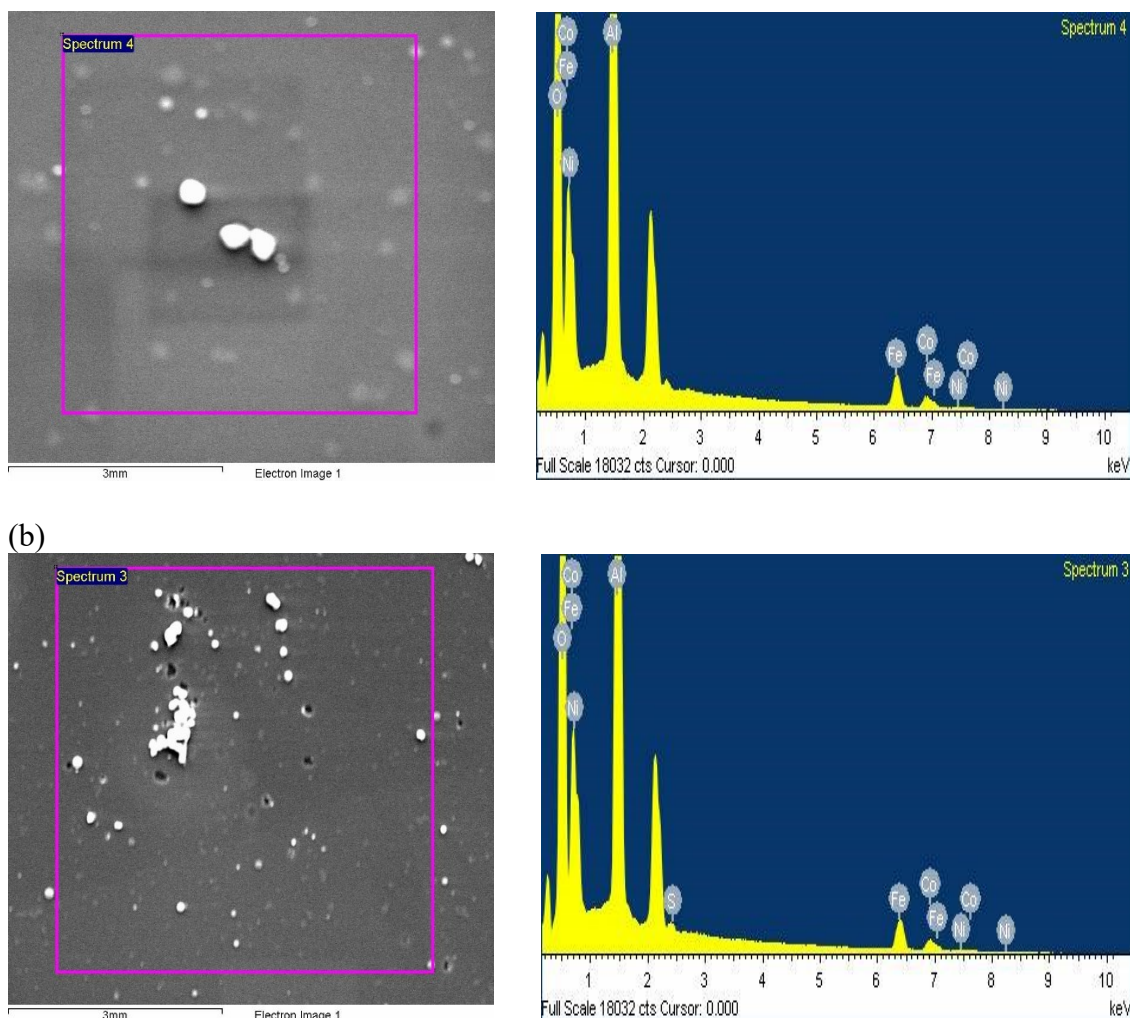 Spectrum 4
3mm Electron Image 1
Spectrum 4
Co
Fe
O
Ni
Al
Fe
Co
Fe
Co
Ni
Ni
1 2 3 4 5 6 7 8 9 10
Full Scale 18032 cts Cursor: 0.000 keV
(b)
Spectrum 3
3mm Electron Image 1
Spectrum 3
Co
Fe
O
Ni
Al
S
Fe
Co
Fe
Co
Ni
Ni
1 2 3 4 5 6 7 8 9 10
Full Scale 18032 cts Cursor: 0.000 keV